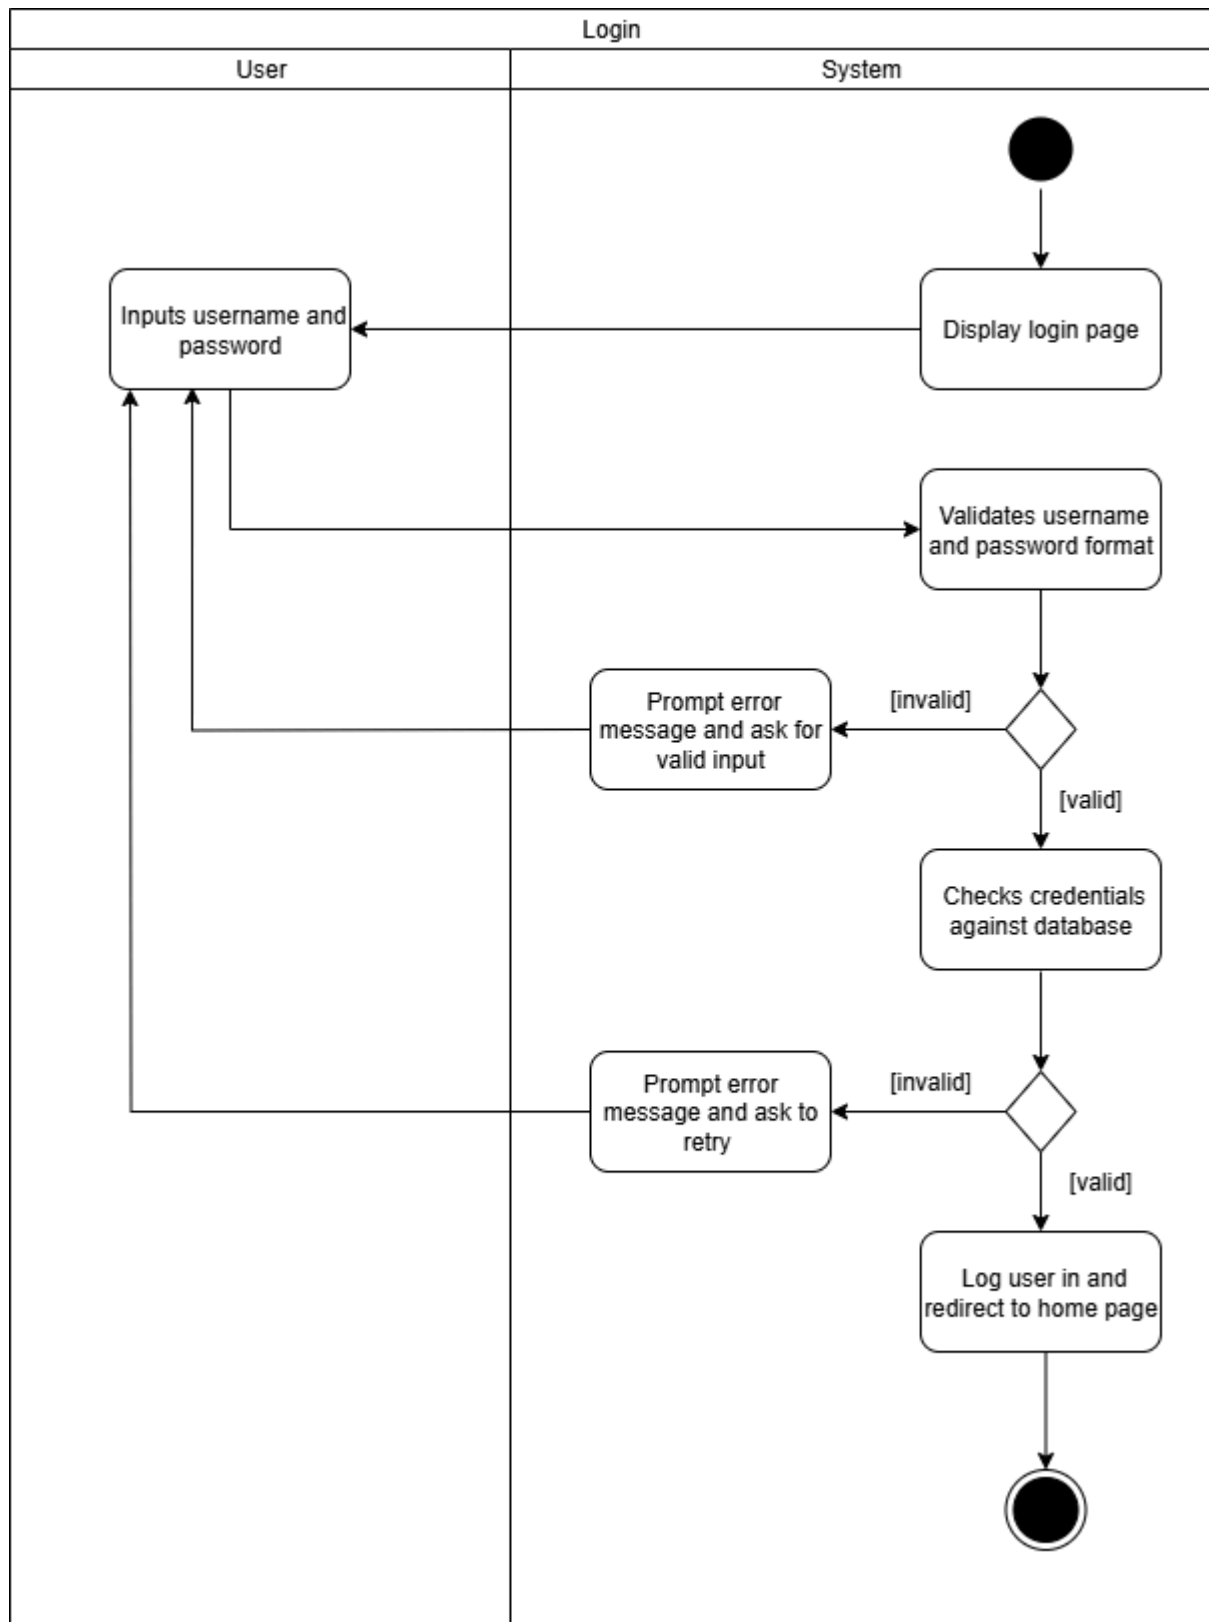 Login
User
System
Inputs username and
password
Display login page
Validates username
and password format
Prompt error
message and ask for
valid input
[invalid]
[valid]
Checks credentials
against database
Prompt error
message and ask to
retry
[invalid]
[valid]
Log user in and
redirect to home page